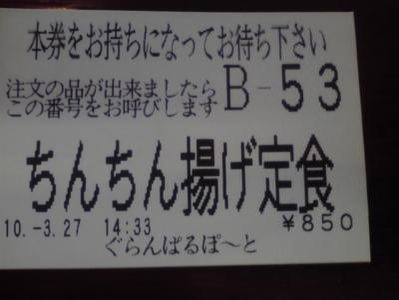 本券をお持ちになってお待ち下さい
注文の品が出来ましたら
この番号をお呼びします
B-53
ちんちん揚げ定食
10.-3.27 14:33 ¥850
ぐらんぱるぽ〜と